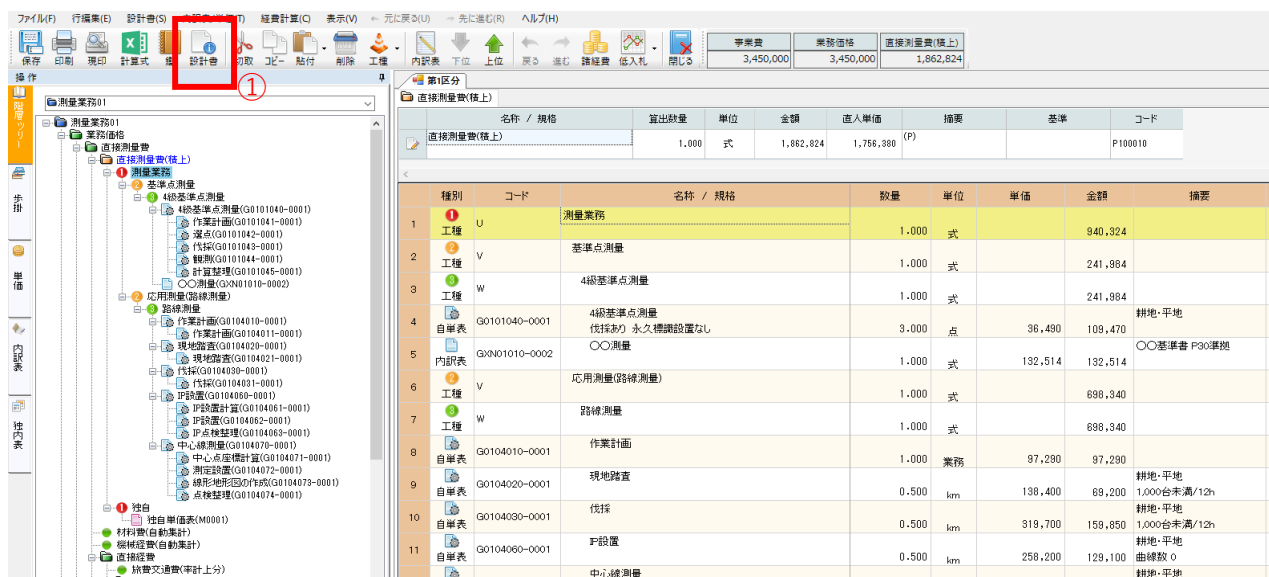 ファイル(F) 行編集(E) 設計書(S) 経費計算(C) 表示(V) ← 元に戻る(U) → 先に進む(R) ヘルプ(H)
保存 印刷 現印 計算式 設計書 切取 コピー 貼付 削除 工種 内訳表 下位 上位 戻る 進む 諸経費 低入札 閉じる
事業費 業務価格 直接測量費(積上)
3,450,000 3,450,000 1,862,824
①
操作
階層ツリー
歩掛
単価
内訳表
独内表
測量業務01
測量業務01
業務価格
直接測量費
直接測量費(積上)
1 測量業務
2 基準点測量
3 4級基準点測量
4級基準点測量(G0101040-0001)
作業計画(G0101041-0001)
選点(G0101042-0001)
伐採(G0101043-0001)
観測(G0101044-0001)
計算整理(G0101045-0001)
〇〇測量(GXN01010-0002)
2 応用測量(路線測量)
3 路線測量
作業計画(G0104010-0001)
作業計画(G0104011-0001)
現地踏査(G0104020-0001)
現地踏査(G0104021-0001)
伐採(G0104030-0001)
伐採(G0104031-0001)
IP設置(G0104060-0001)
IP設置計算(G0104061-0001)
IP設置(G0104062-0001)
IP点検整理(G0104063-0001)
中心線測量(G0104070-0001)
中心点座標計算(G0104071-0001)
測定設置(G0104072-0001)
線形地形図の作成(G0104073-0001)
点検整理(G0104074-0001)
1 独自
独自単価表(M0001)
材料費(自動集計)
機械経費(自動集計)
直接経費
旅費交通費(率計上分)
第1区分
直接測量費(積上)
名称 / 規格 算出数量 単位 金額 直人単価 摘要 基準 コード
直接測量費(積上) 1.000 式 1,862,824 1,756,380 (P) P100010
種別 コード 名称 / 規格 数量 単位 単価 金額 摘要
1 1 工種 U 測量業務 1.000 式 940,324
2 2 工種 V 基準点測量 1.000 式 241,984
3 3 工種 W 4級基準点測量 1.000 式 241,984
4 自単表 G0101040-0001 4級基準点測量 伐採あり 永久標識設置なし 3.000 点 36,490 109,470 耕地・平地
5 内訳表 GXN01010-0002 〇〇測量 1.000 式 132,514 132,514 〇〇基準書 P30準拠
6 2 工種 V 応用測量(路線測量) 1.000 式 698,340
7 3 工種 W 路線測量 1.000 式 698,340
8 自単表 G0104010-0001 作業計画 1.000 業務 97,290 97,290
9 自単表 G0104020-0001 現地踏査 0.500 km 138,400 69,200 耕地・平地 1,000台未満/12h
10 自単表 G0104030-0001 伐採 0.500 km 319,700 159,850 耕地・平地 1,000台未満/12h
11 自単表 G0104060-0001 IP設置 0.500 km 258,200 129,100 耕地・平地 曲線数 0
中心線測量 耕地・平地